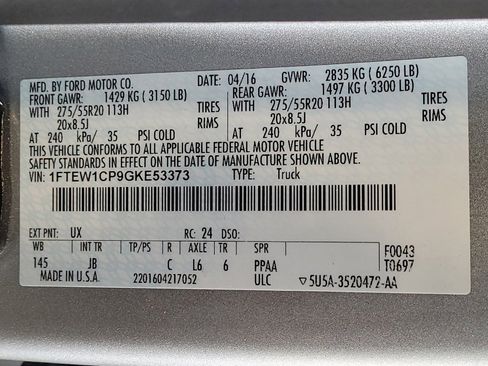 MFD. BY FORD MOTOR CO. DATE: 04/16 GVWR: 2835 KG ( 6250 LB)
FRONT GAWR: 1429 KG ( 3150 LB) REAR GAWR: 1497 KG ( 3300 LB)
275/55R20 113H TIRES 275/55R20 113H TIRES
20x8.5J RIMS 20x8.5J RIMS
AT 240 kPa/ 35 PSI COLD AT 240 kPa/ 35 PSI COLD
THIS VEHICLE CONFORMS TO ALL APPLICABLE FEDERAL MOTOR VEHICLE
SAFETY STANDARDS IN EFFECT ON THE DATE OF MANUFACTURE SHOWN ABOVE.
VIN: 1FTEW1CP9GKE53373 TYPE: Truck
EXT PNT: UX RC: 24 DSO:
WB INT TR TP/PS R AXLE TR SPR F0043
145 JB C L6 6 PPAA T0697
MADE IN U.S.A. 2201604217052 ULC ▽5U5A-3520472-AA